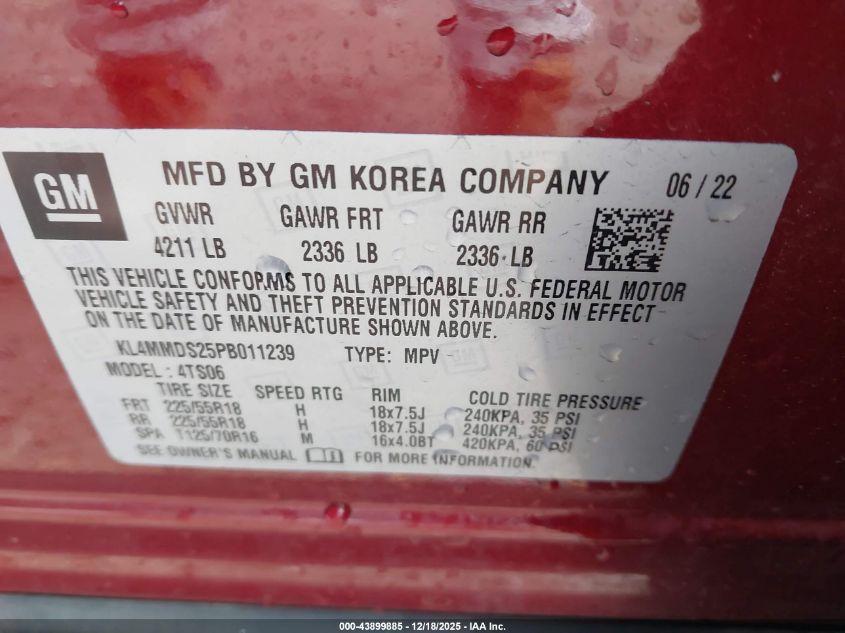 GM
MFD BY GM KOREA COMPANY 06 / 22
GVWR GAWR FRT GAWR RR
4211 LB 2336 LB 2336 LB
THIS VEHICLE CONFORMS TO ALL APPLICABLE U.S. FEDERAL MOTOR
VEHICLE SAFETY AND THEFT PREVENTION STANDARDS IN EFFECT
ON THE DATE OF MANUFACTURE SHOWN ABOVE.
KL4MMDS25PB011239 TYPE: MPV
MODEL : 4TS06
TIRE SIZE SPEED RTG RIM COLD TIRE PRESSURE
FRT 225/55R18 H 18x7.5J 240KPA, 35 PSI
RR 225/55R18 H 18x7.5J 240KPA, 35 PSI
SPA T125/70R16 M 16x4.0BT 420KPA, 60 PSI
SEE OWNER'S MANUAL FOR MORE INFORMATION.
000-43899885 - 12/18/2025 - IAA Inc.